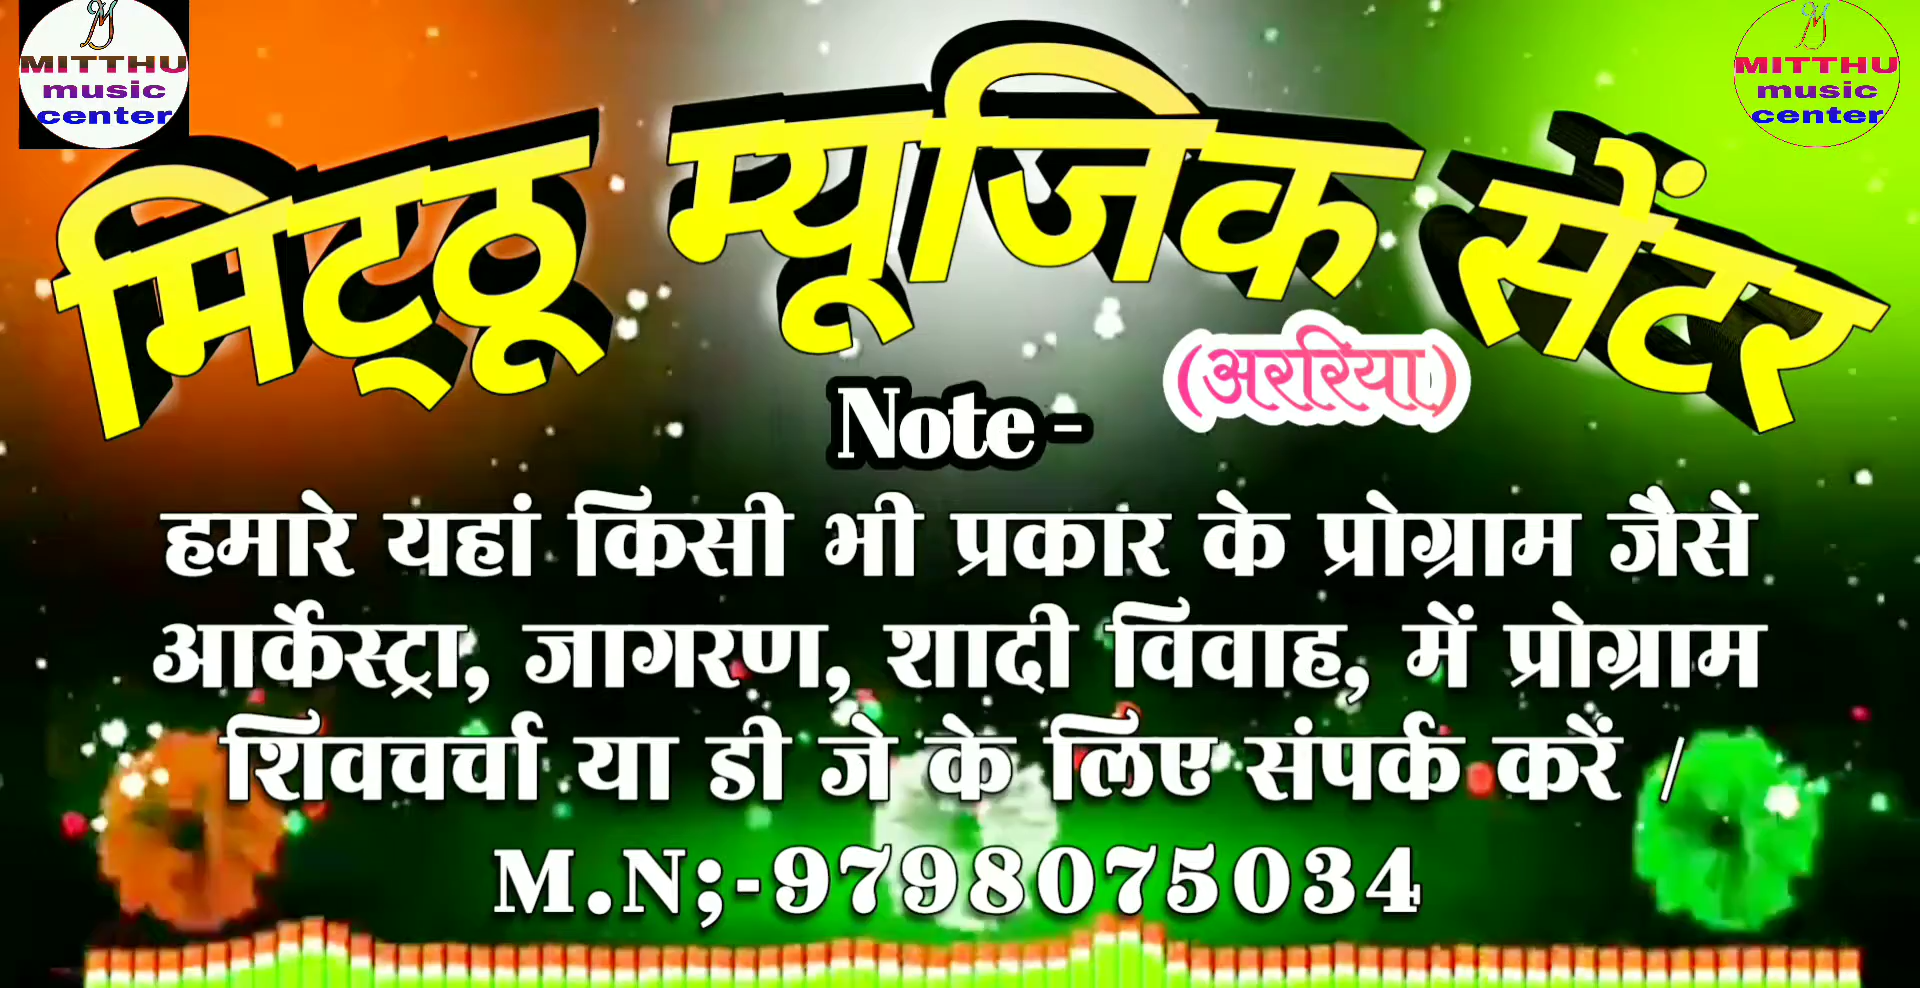 MITTHU
music
center
MITTHU
music
center
मिट्ठू म्यूजिक सेंटर
(अररिया)
Note -
हमारे यहां किसी भी प्रकार के प्रोग्राम जैसे
आर्केस्ट्रा, जागरण, शादी विवाह, में प्रोग्राम
शिवचर्चा या डी जे के लिए संपर्क करें /
M.N;-9798075034